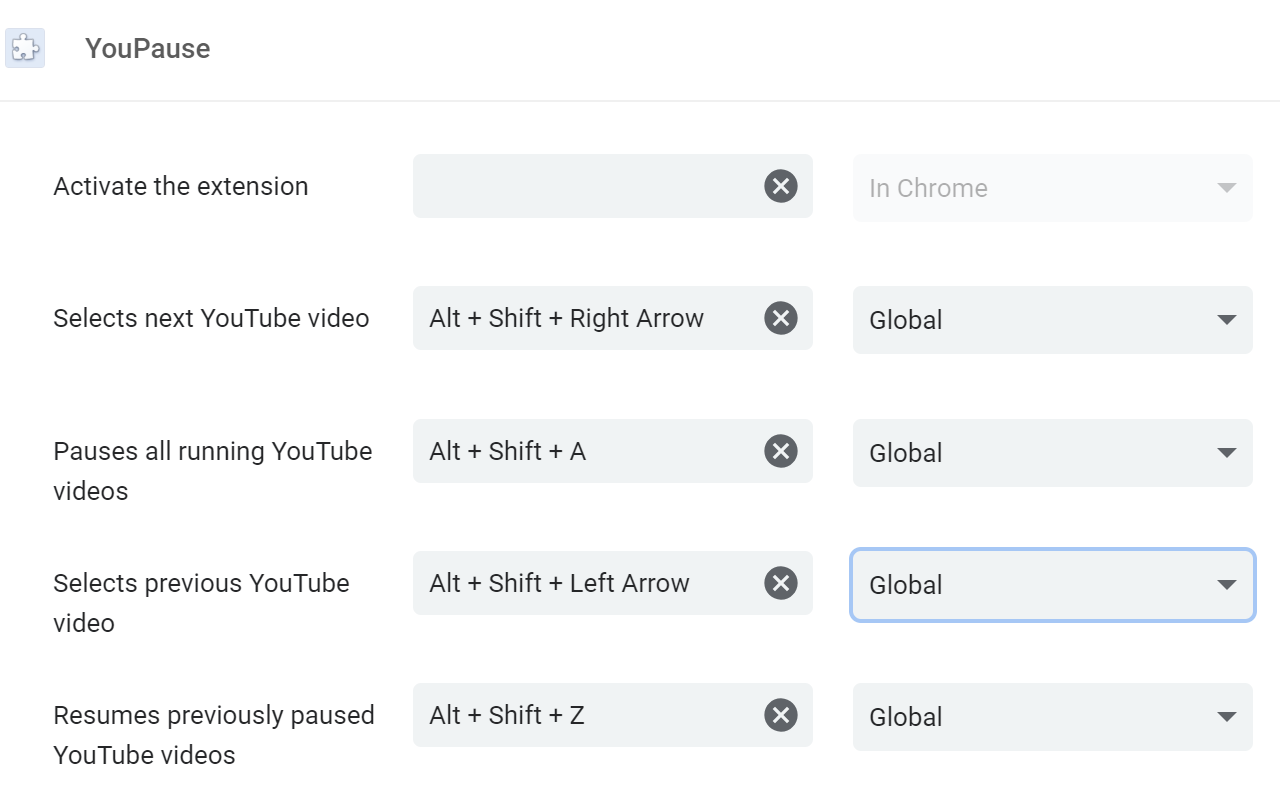 YouPause
Activate the extension
In Chrome
Selects next YouTube video
Alt + Shift + Right Arrow
Global
Pauses all running YouTube
videos
Alt + Shift + A
Global
Selects previous YouTube
video
Alt + Shift + Left Arrow
Global
Resumes previously paused
YouTube videos
Alt + Shift + Z
Global